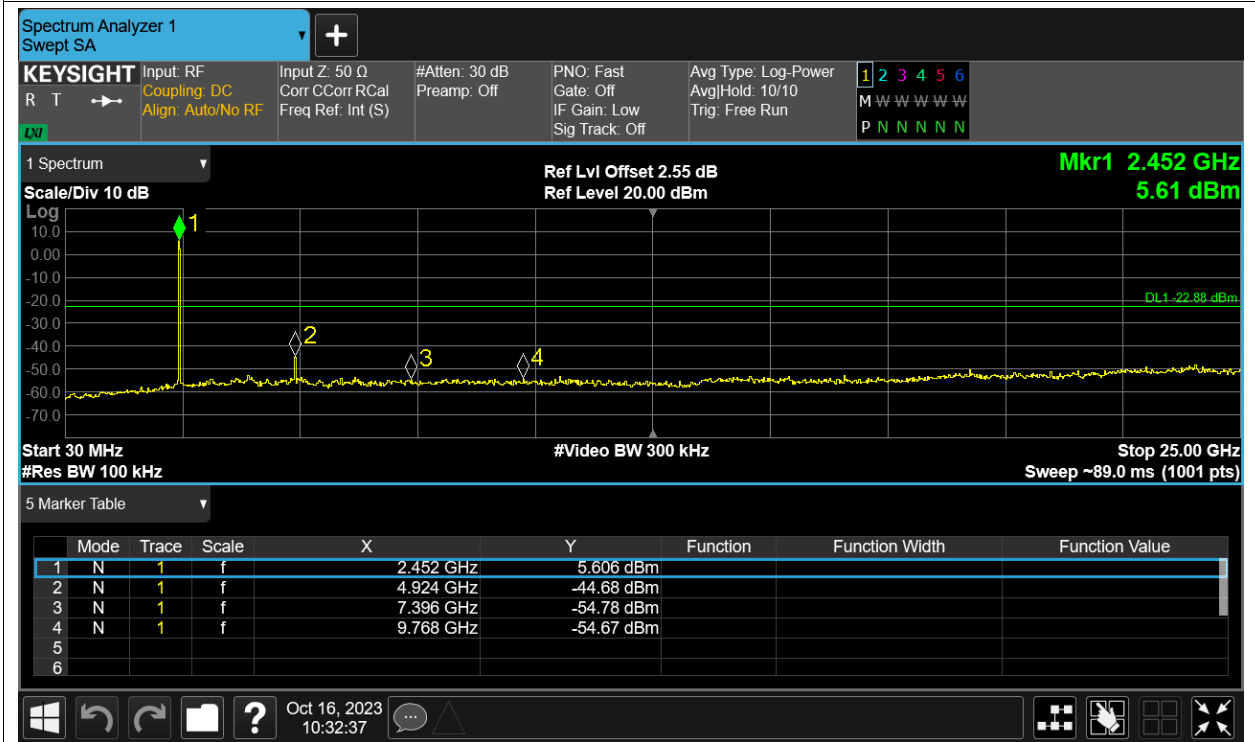 Spectrum Analyzer 1
Swept SA
+
KEYSIGHT Input: RF Input Z: 50 Ω #Atten: 30 dB PNO: Fast Avg Type: Log-Power 1 2 3 4 5 6
R T Coupling: DC Corr CCorr RCal Preamp: Off Gate: Off Avg|Hold: 10/10 M W W W W W
Align: Auto/No RF Freq Ref: Int (S) IF Gain: Low Trig: Free Run
LXI Sig Track: Off P N N N N N
1 Spectrum Ref Lvl Offset 2.55 dB Mkr1 2.452 GHz
Scale/Div 10 dB Ref Level 20.00 dBm 5.61 dBm
Log
1
10.0
0.00
-10.0
-20.0
DL1 -22.88 dBm
-30.0
2
-40.0
3
4
-50.0
-60.0
-70.0
Start 30 MHz #Video BW 300 kHz Stop 25.00 GHz
#Res BW 100 kHz Sweep ~89.0 ms (1001 pts)
5 Marker Table
Mode Trace Scale X Y Function Function Width Function Value
1 N 1 f 2.452 GHz 5.606 dBm
2 N 1 f 4.924 GHz -44.68 dBm
3 N 1 f 7.396 GHz -54.78 dBm
4 N 1 f 9.768 GHz -54.67 dBm
5
6
? Oct 16, 2023
10:32:37